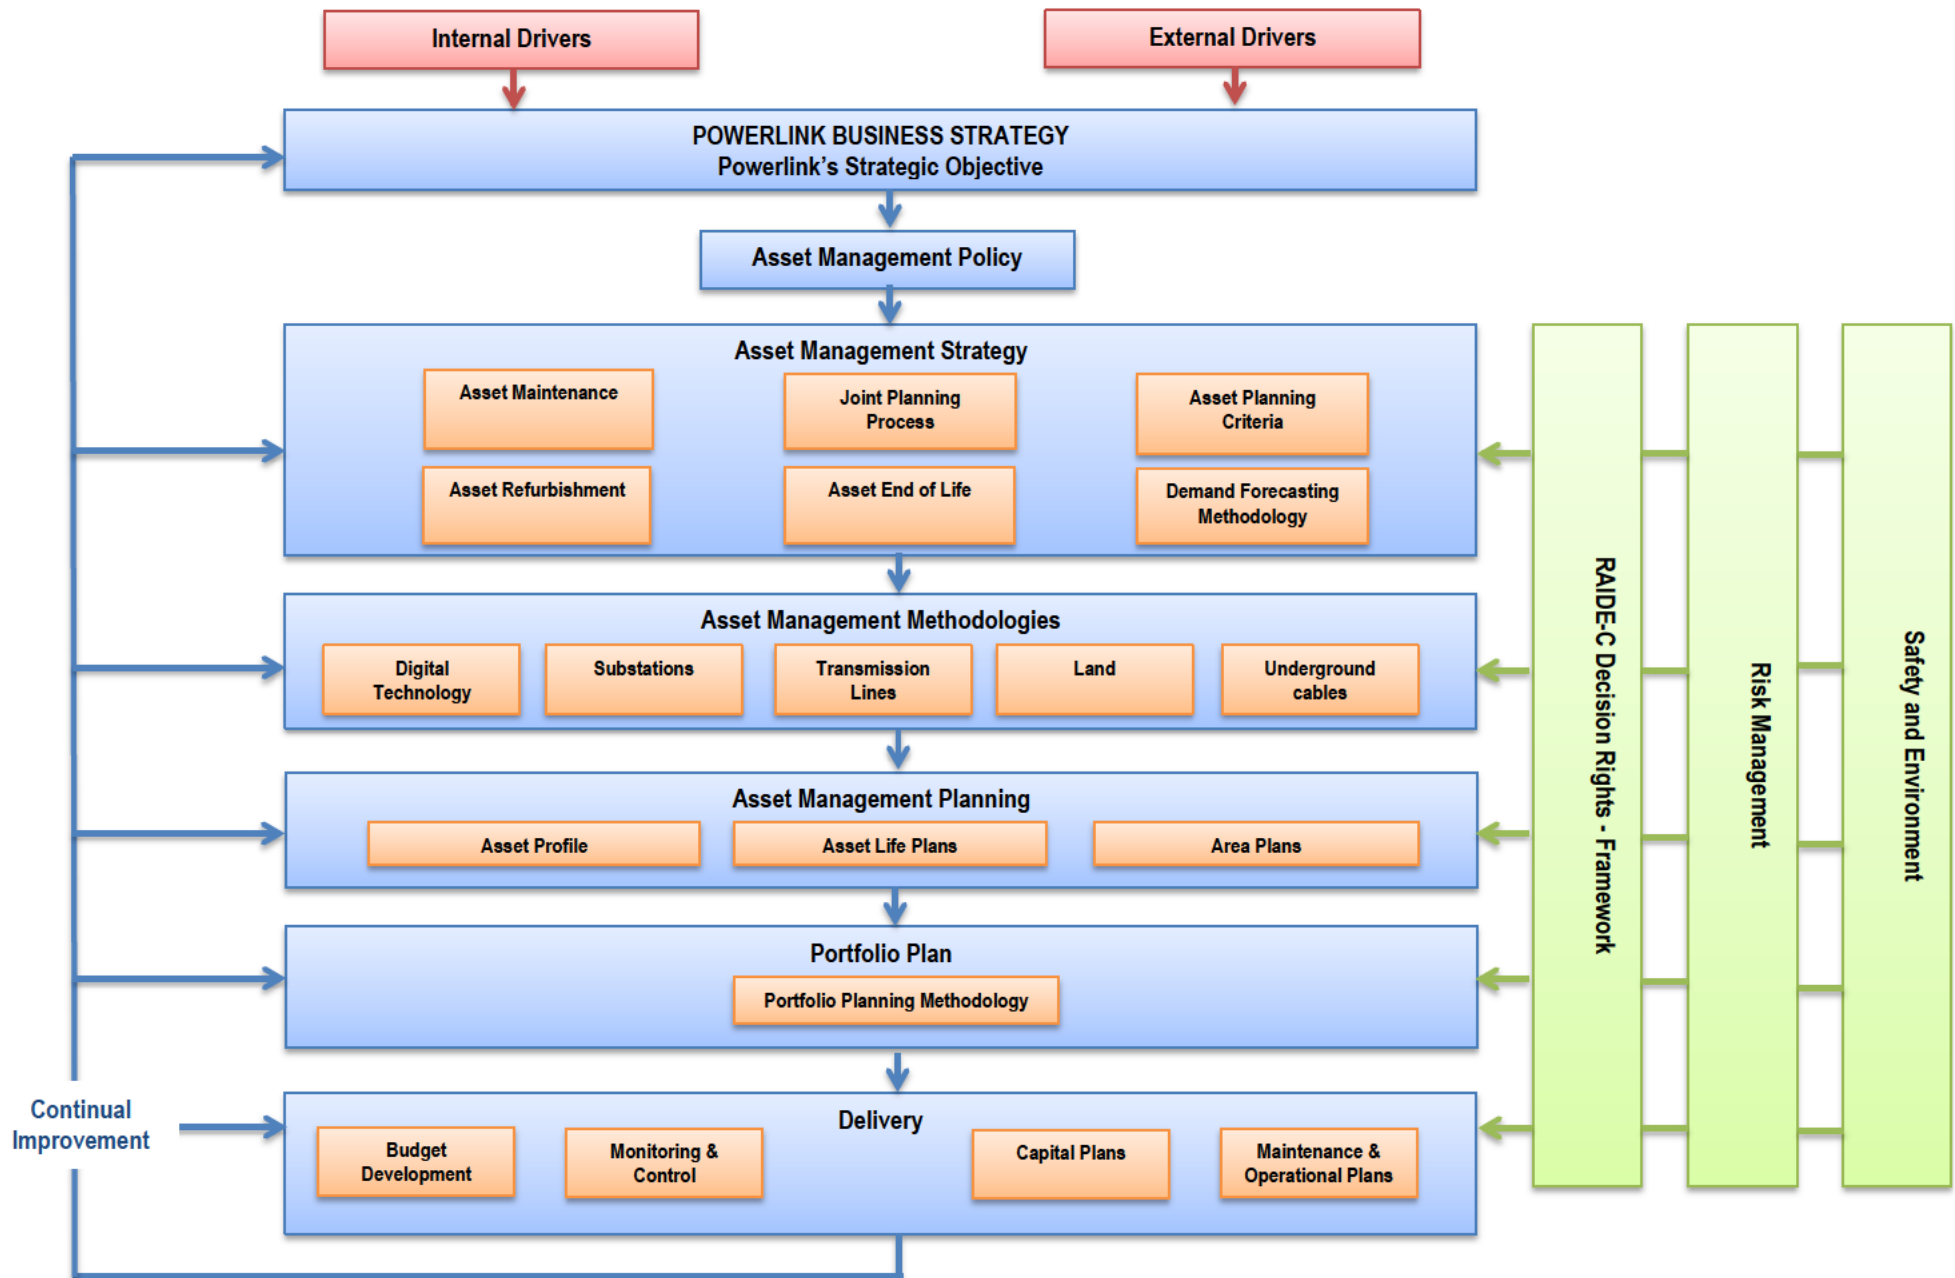 Internal Drivers
External Drivers
POWERLINK BUSINESS STRATEGY
Powerlink's Strategic Objective
Asset Management Policy
Asset Management Strategy
Asset Maintenance
Joint Planning
Process
Asset Planning
Criteria
Asset Refurbishment
Asset End of Life
Demand Forecasting
Methodology
Asset Management Methodologies
Digital
Technology
Substations
Transmission
Lines
Land
Underground
cables
Asset Management Planning
Asset Profile
Asset Life Plans
Area Plans
Portfolio Plan
Portfolio Planning Methodology
Delivery
Budget
Development
Monitoring &
Control
Capital Plans
Maintenance &
Operational Plans
Continual
Improvement
RAIDE-C Decision Rights - Framework
Risk Management
Safety and Environment